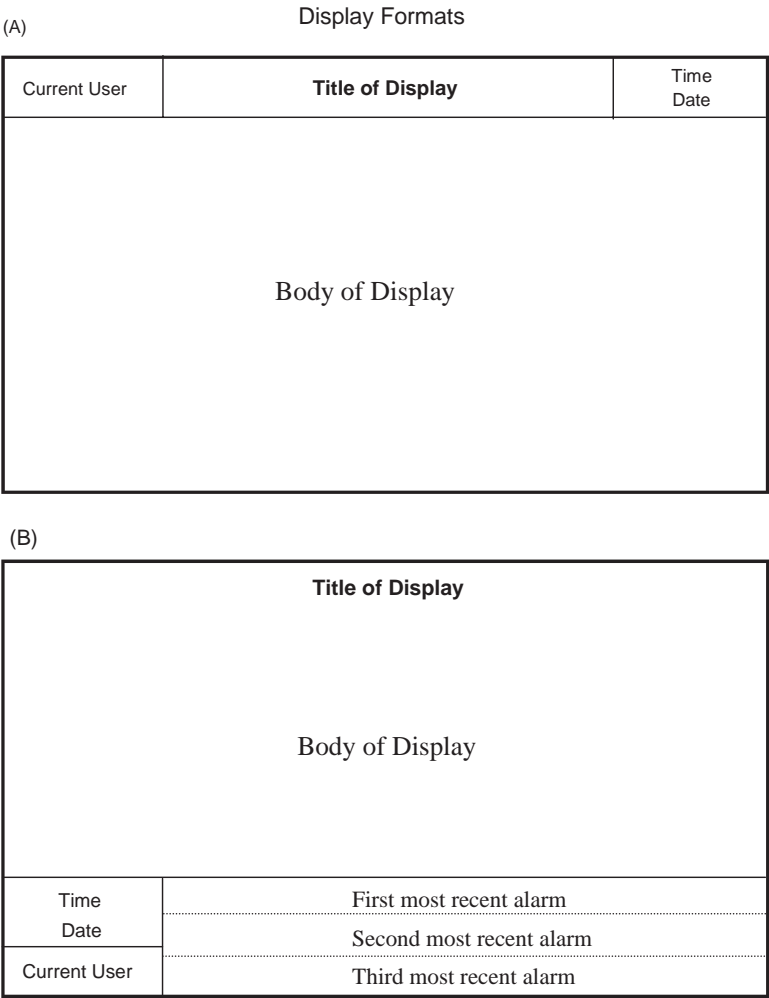 Display Formats
(A)
Current User
Title of Display
Time
Date
Body of Display
(B)
Title of Display
Body of Display
Time
Date
Current User
First most recent alarm
Second most recent alarm
Third most recent alarm